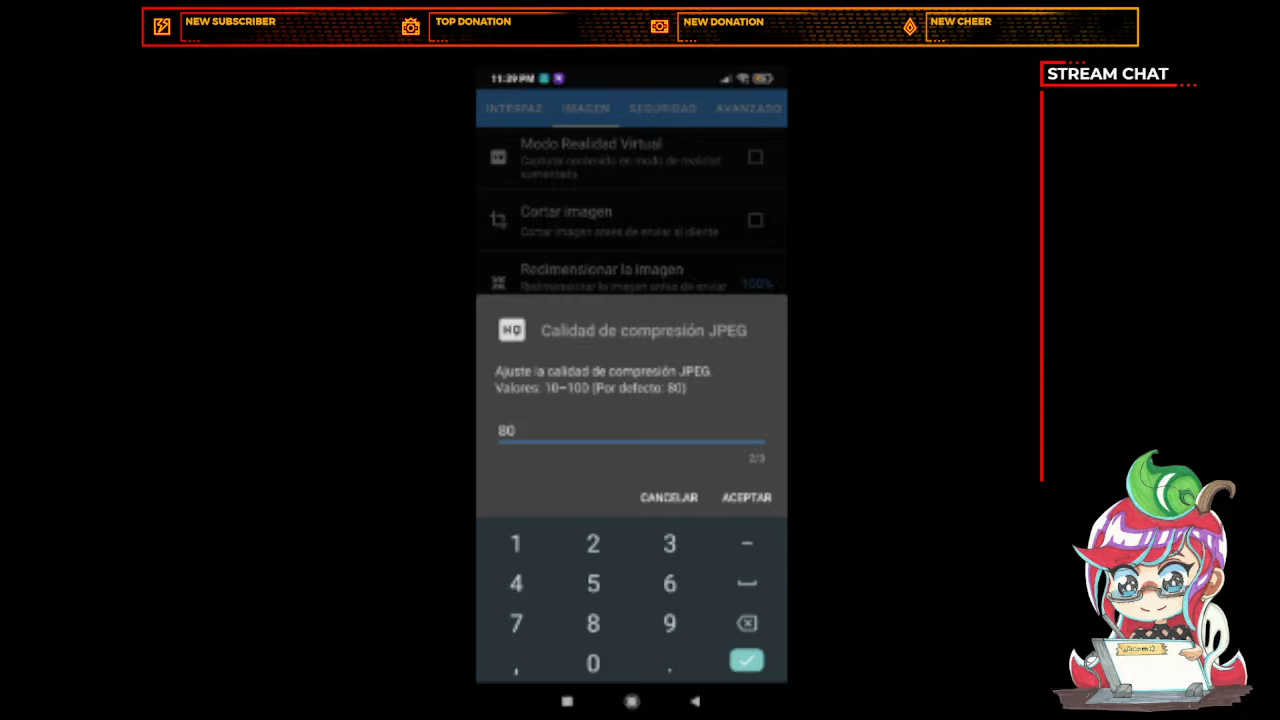 NEW SUBSCRIBER
TOP DONATION
NEW DONATION
NEW CHEER
STREAM CHAT
11:39 PM
INTERFAZ IMAGEN SEGURIDAD AVANZADO
Modo Realidad Virtual
Capturar contenido en modo de realidad
aumentada
Cortar imagen
Cortar imagen antes de enviar al cliente
Redimensionar la imagen
Redimensionar la imagen antes de enviar
100%
HQ Calidad de compresión JPEG
Ajuste la calidad de compresión JPEG.
Valores: 10–100 (Por defecto: 80)
80
2/3
CANCELAR ACEPTAR
1 2 3 -
4 5 6
7 8 9
, 0 .